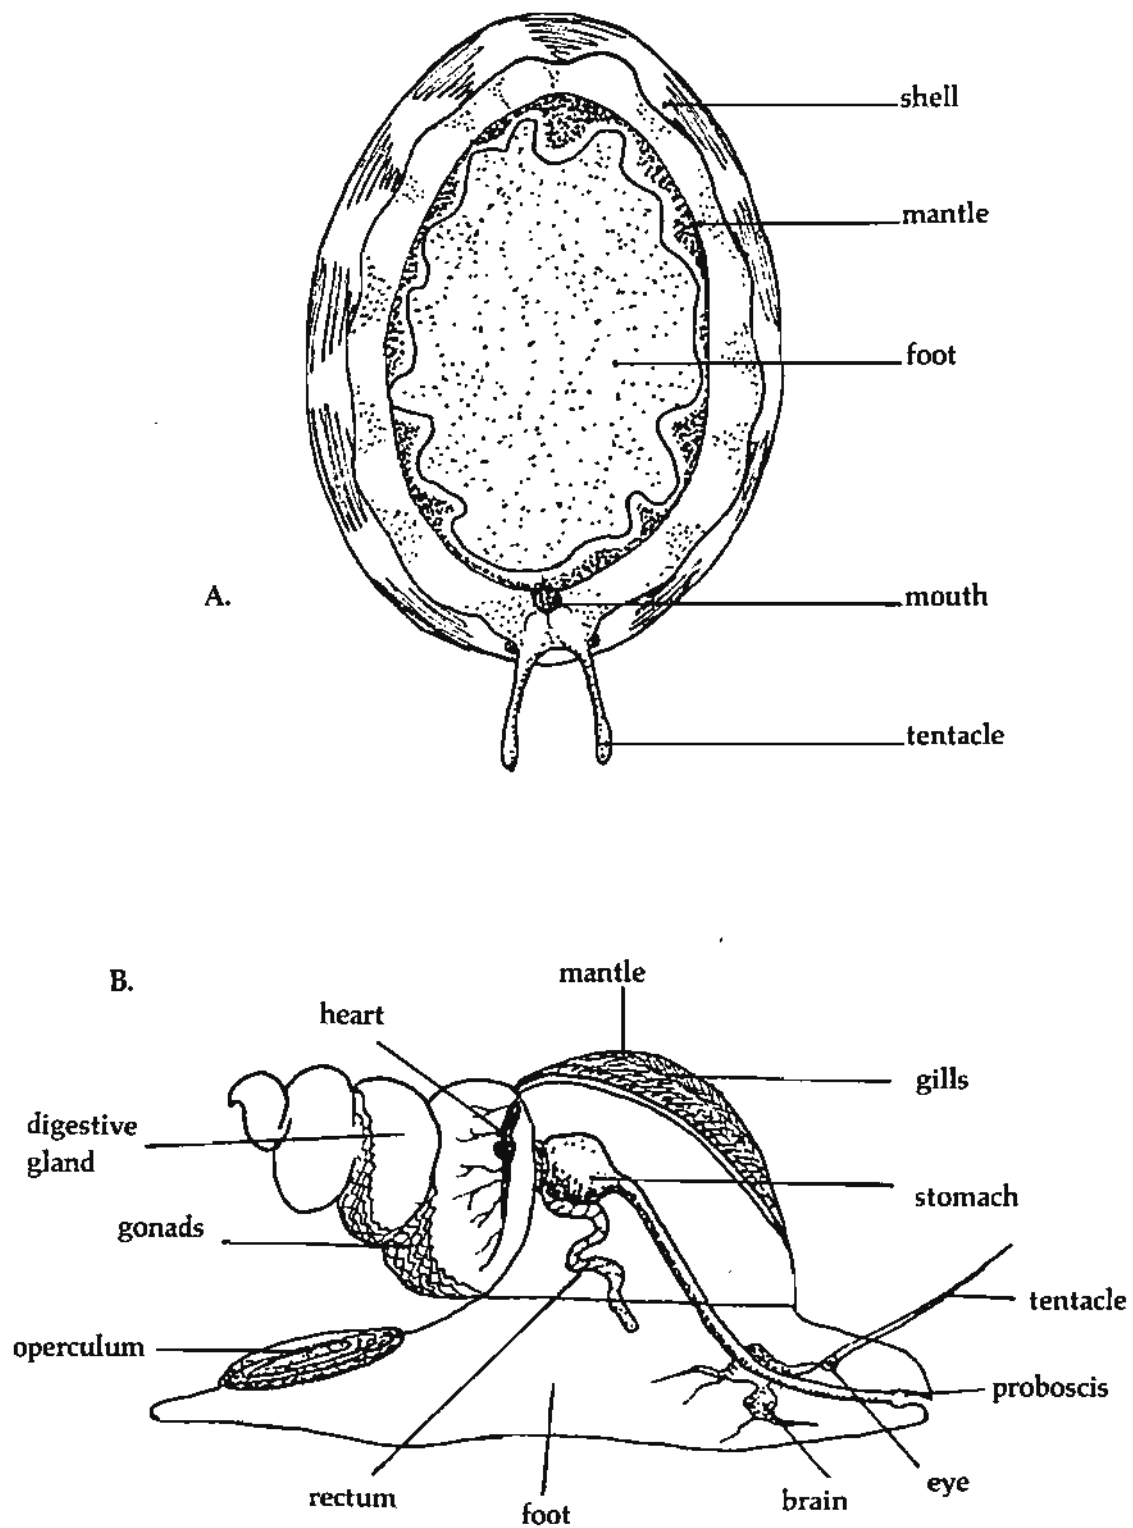 shell
mantle
foot
A.
mouth
tentacle
B.
mantle
heart
gills
digestive
gland
stomach
gonads
tentacle
operculum
proboscis
eye
rectum
brain
foot